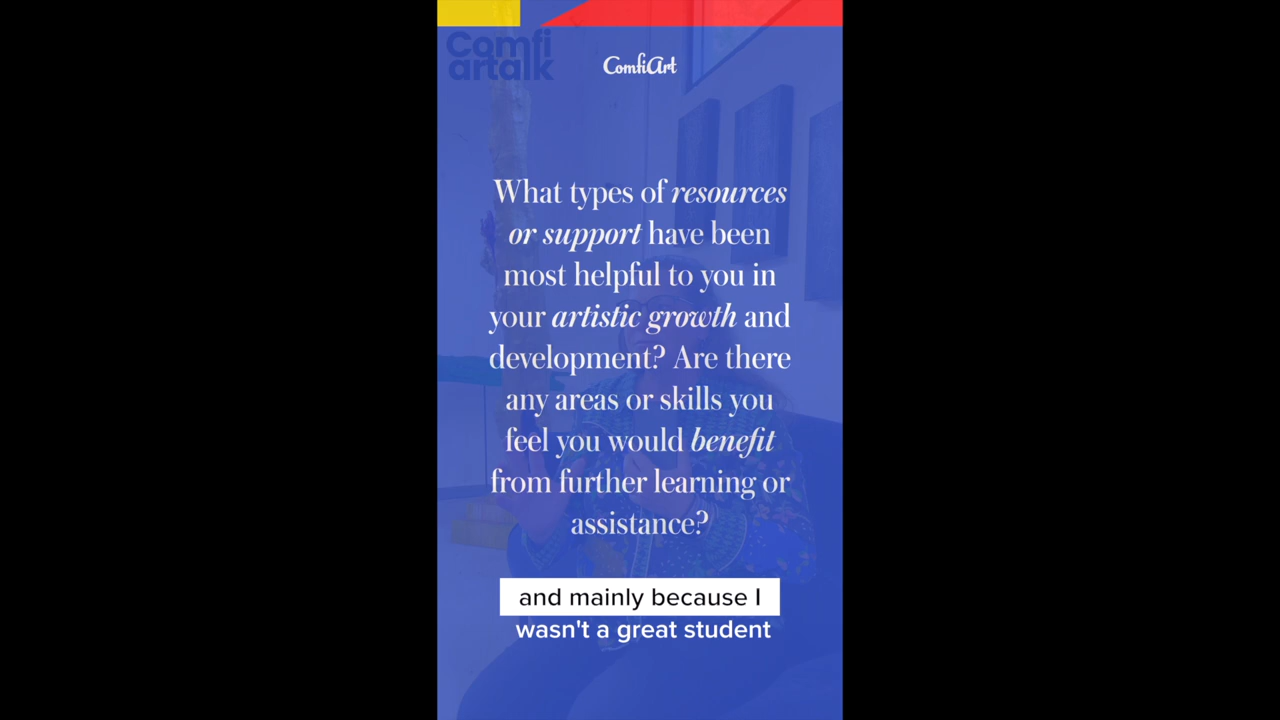 Comfi
artalk
ComfiArt
What types of resources
or support have been
most helpful to you in
your artistic growth and
development? Are there
any areas or skills you
feel you would benefit
from further learning or
assistance?
and mainly because I
wasn't a great student